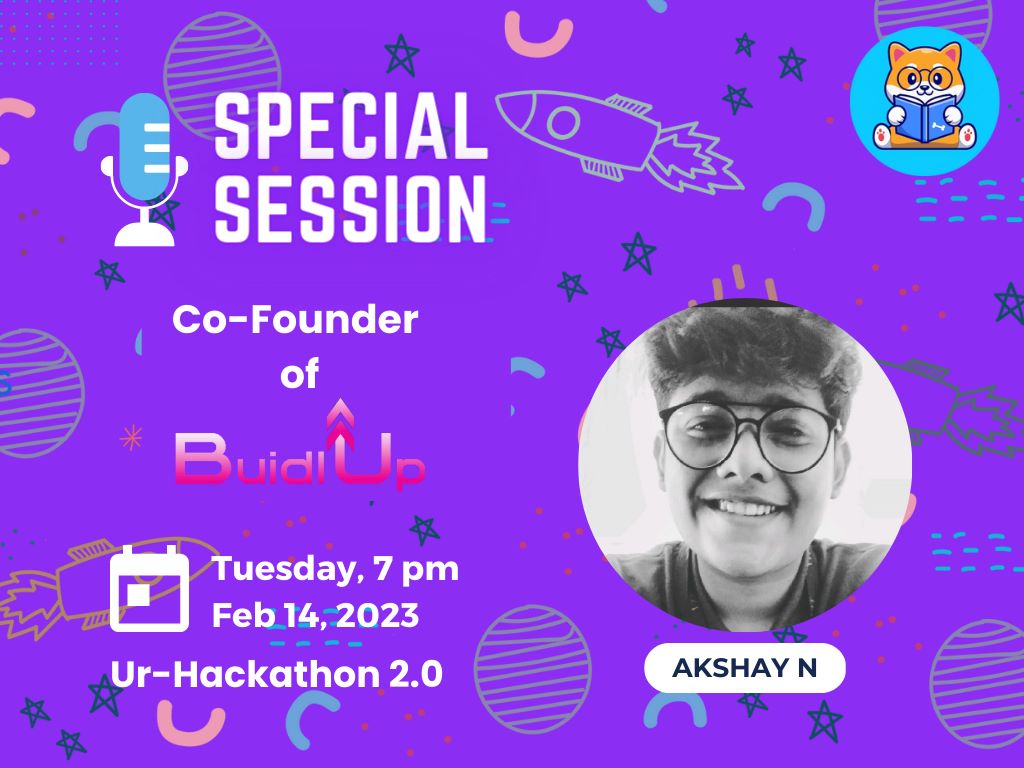 SPECIAL
SESSION
Co-Founder
of
BuidlUp
Tuesday, 7 pm
Feb 14, 2023
Ur-Hackathon 2.0
AKSHAY N